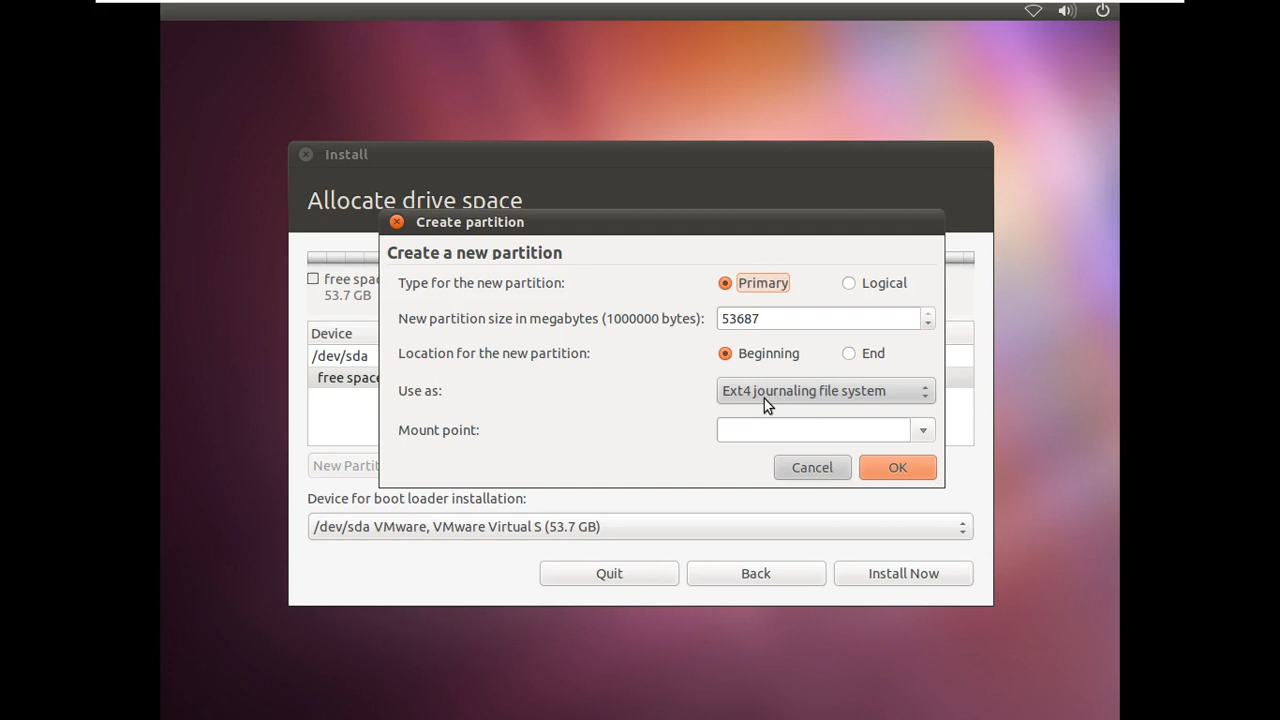 Install
Allocate drive space
Create partition
Create a new partition
free spac
53.7 GB
Type for the new partition:
Primary
Logical
New partition size in megabytes (1000000 bytes):
53687
Device
Location for the new partition:
Beginning
End
/dev/sda
free space
Use as:
Ext4 journaling file system
Mount point:
New Partit
Cancel
OK
Device for boot loader installation:
/dev/sda VMware, VMware Virtual S (53.7 GB)
Quit
Back
Install Now